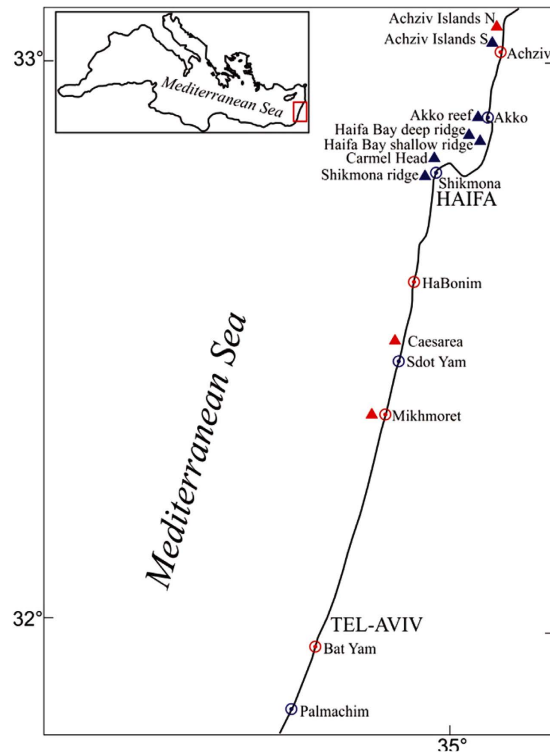 Achziv Islands N
Achziv Islands S
33°
Achziv
Mediterranean Sea
Akko reef
Akko
Haifa Bay deep ridge
Haifa Bay shallow ridge
Carmel Head
Shikmona ridge
Shikmona
HAIFA
HaBonim
Caesarea
Sdot Yam
Mikhmoret
Mediterranean Sea
32°
TEL-AVIV
Bat Yam
Palmachim
35°